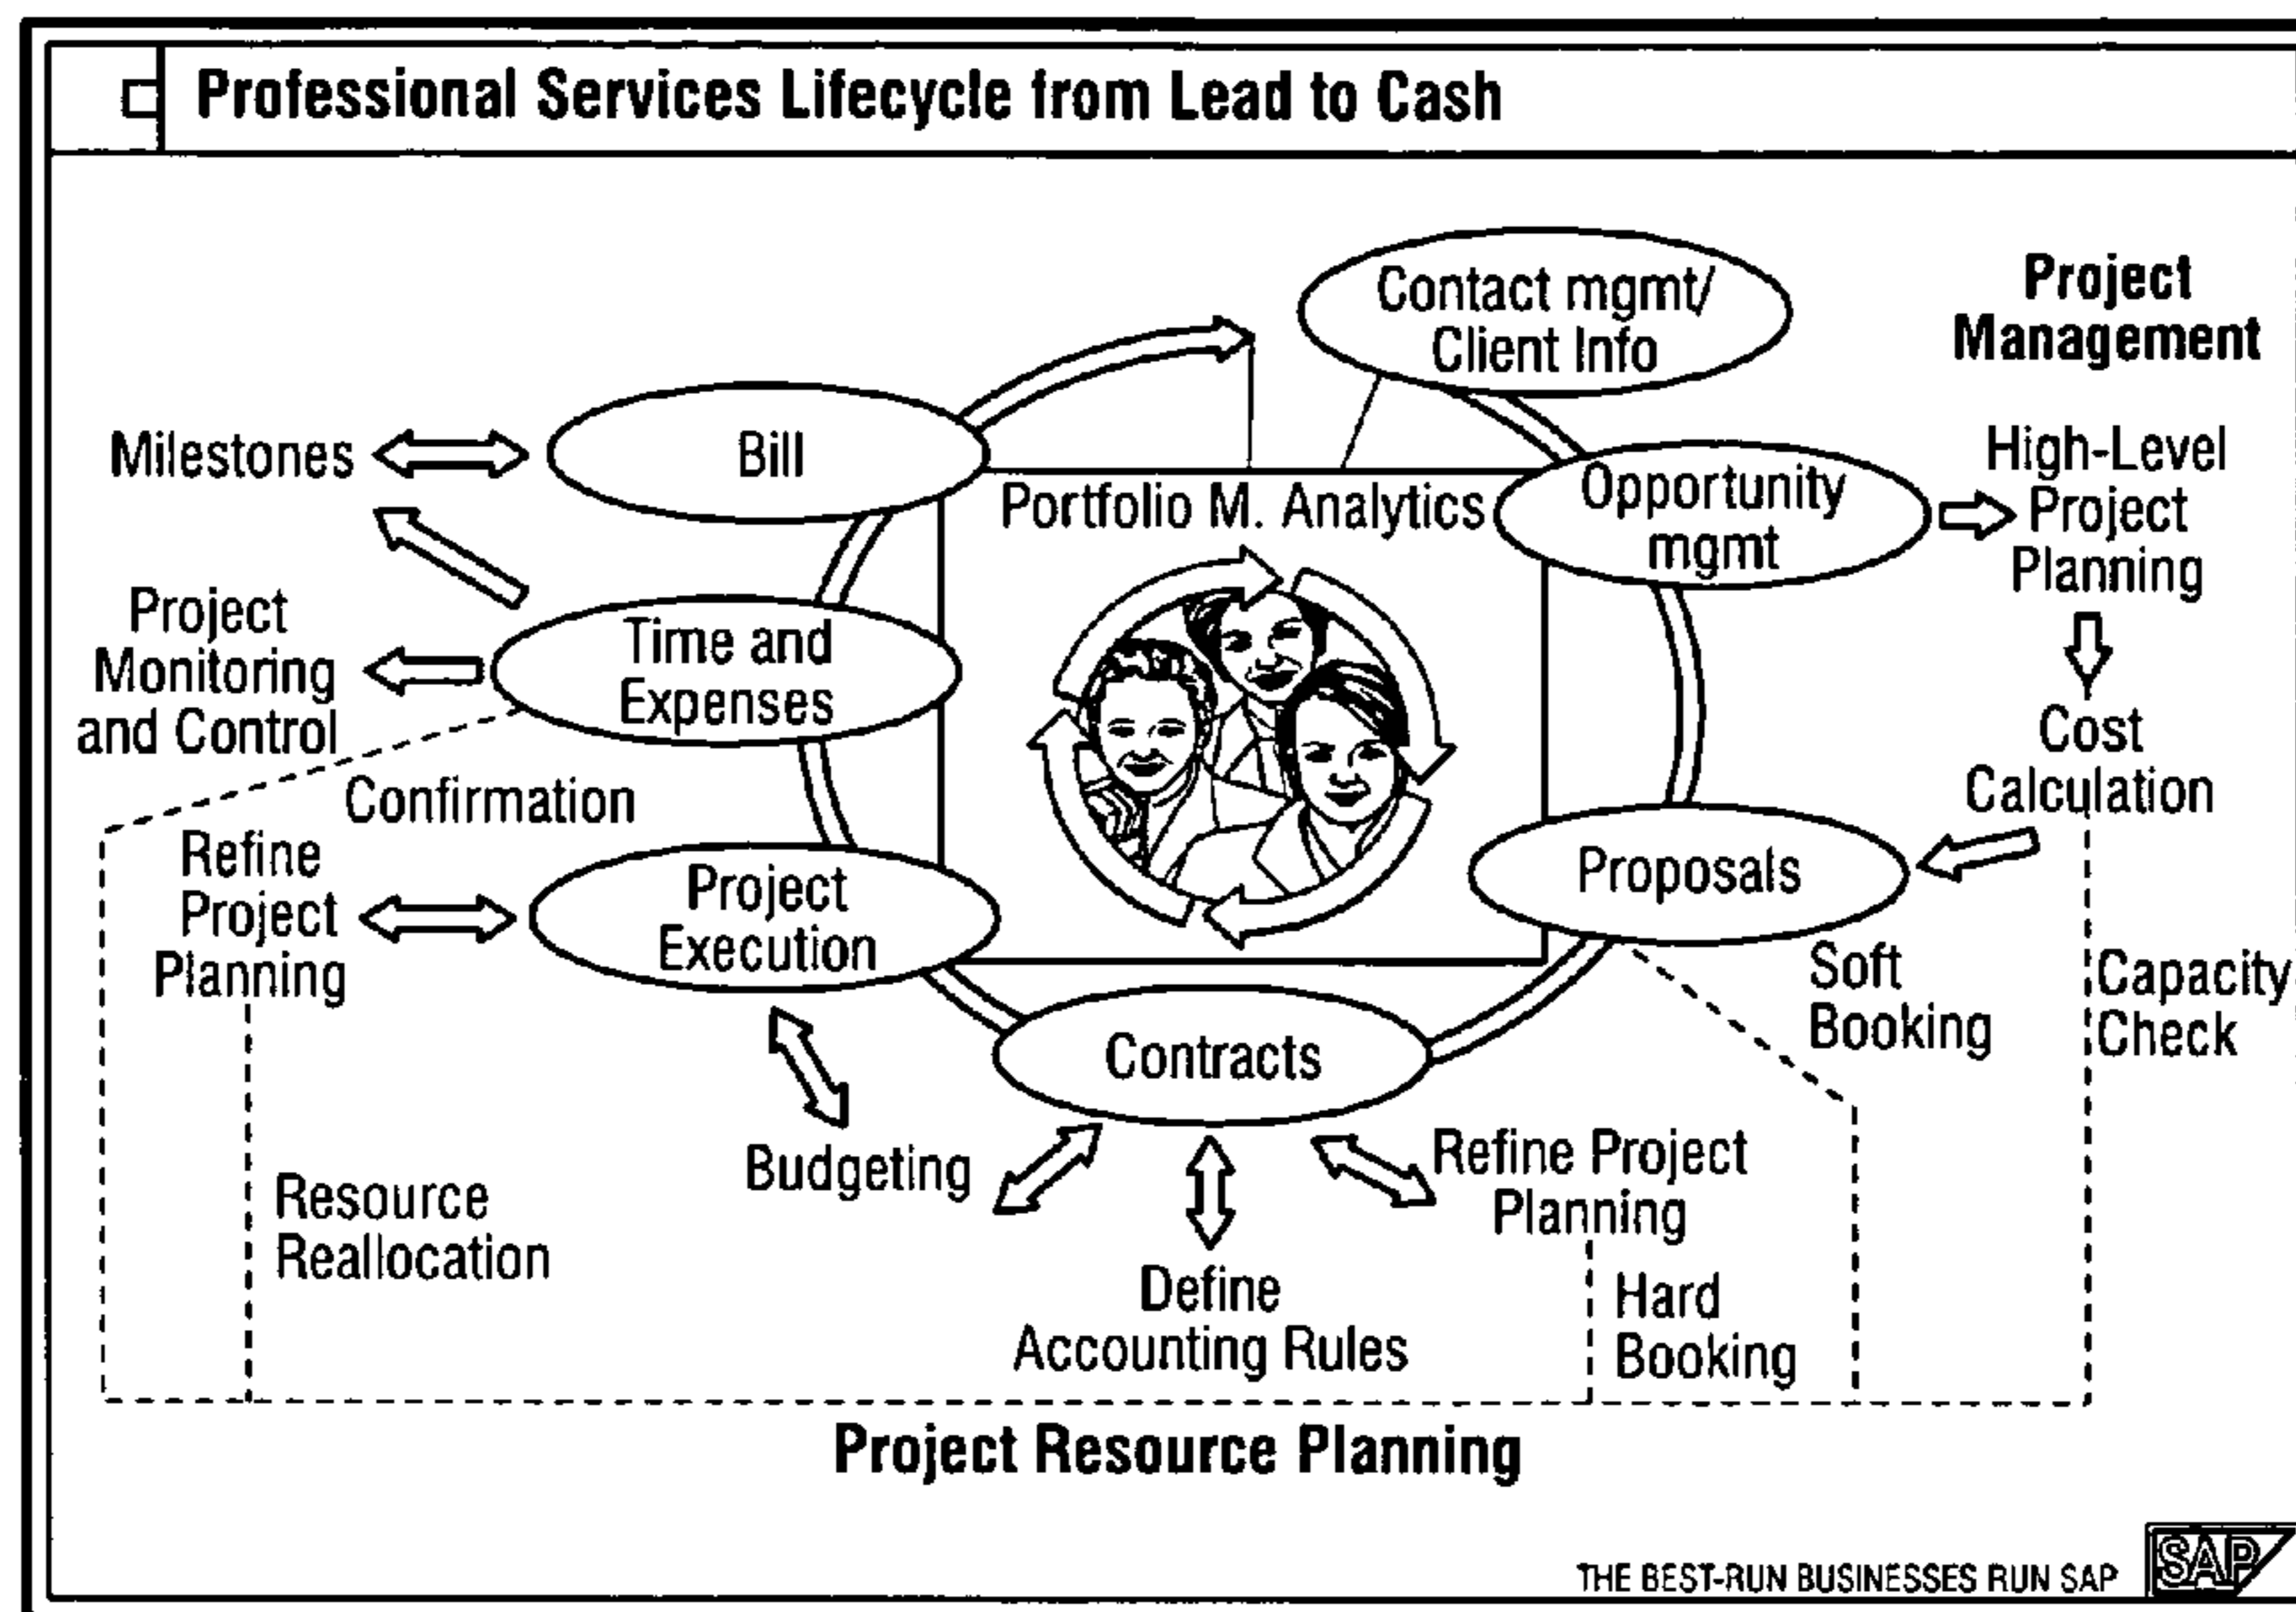 Professional Services Lifecycle from Lead to Cash
Contact mgmt/
Client Info
Project
Management
Milestones
Bill
Portfolio M. Analytics
Opportunity
mgmt
High-Level
Project
Planning
Project
Monitoring
and Control
Time and
Expenses
Cost
Calculation
Confirmation
Refine
Project
Planning
Project
Execution
Proposals
Soft
Booking
Capacity
Check
Contracts
Budgeting
Refine Project
Planning
Resource
Reallocation
Define
Accounting Rules
Hard
Booking
Project Resource Planning
THE BEST-RUN BUSINESSES RUN SAP
SAP